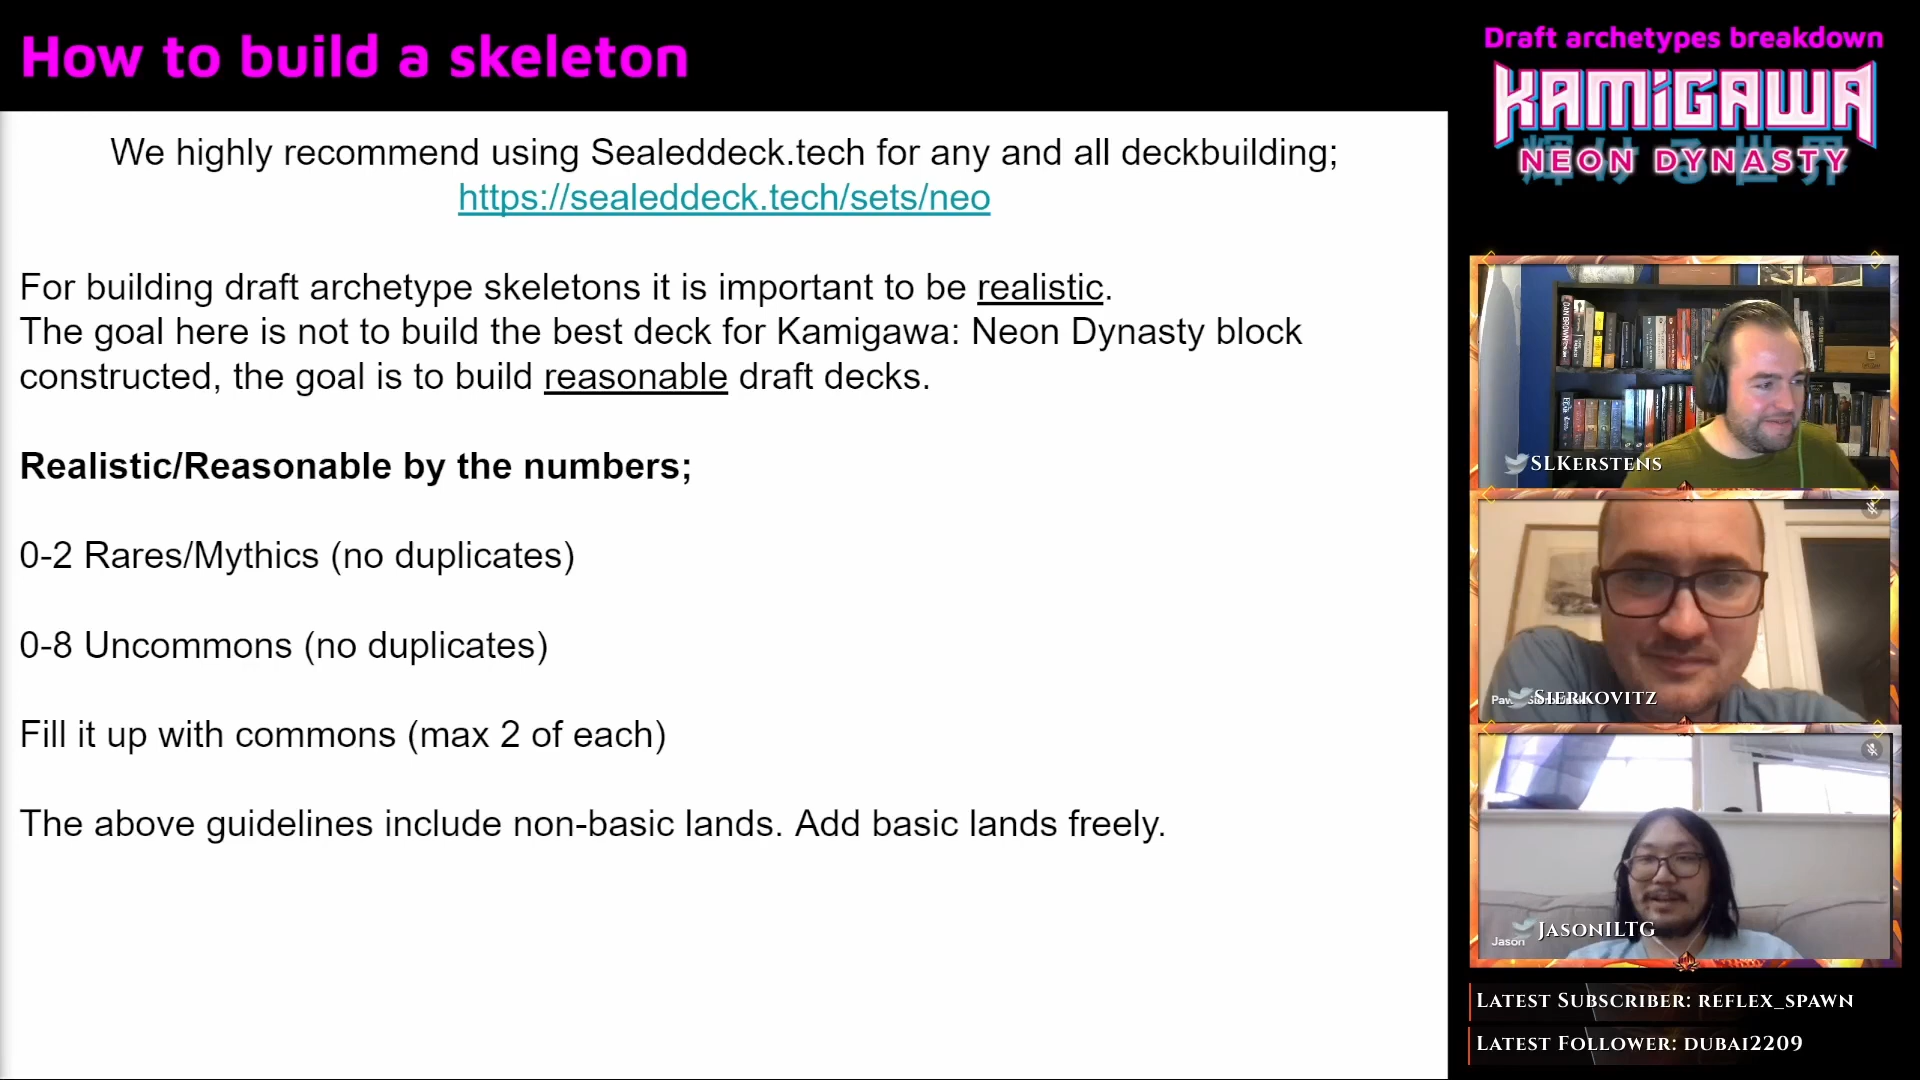 How to build a skeleton
We highly recommend using Sealeddeck.tech for any and all deckbuilding;
https://sealeddeck.tech/sets/neo
For building draft archetype skeletons it is important to be realistic.
The goal here is not to build the best deck for Kamigawa: Neon Dynasty block
constructed, the goal is to build reasonable draft decks.
Realistic/Reasonable by the numbers;
0-2 Rares/Mythics (no duplicates)
0-8 Uncommons (no duplicates)
Fill it up with commons (max 2 of each)
The above guidelines include non-basic lands. Add basic lands freely.
Draft archetypes breakdown
KAMIGAWA
輝ける世界
NEON DYNASTY
SLKERSTENS
SIERKOVITZ
JASONILTG
Jason
LATEST SUBSCRIBER: REFLEX_SPAWN
LATEST FOLLOWER: DUBAI2209